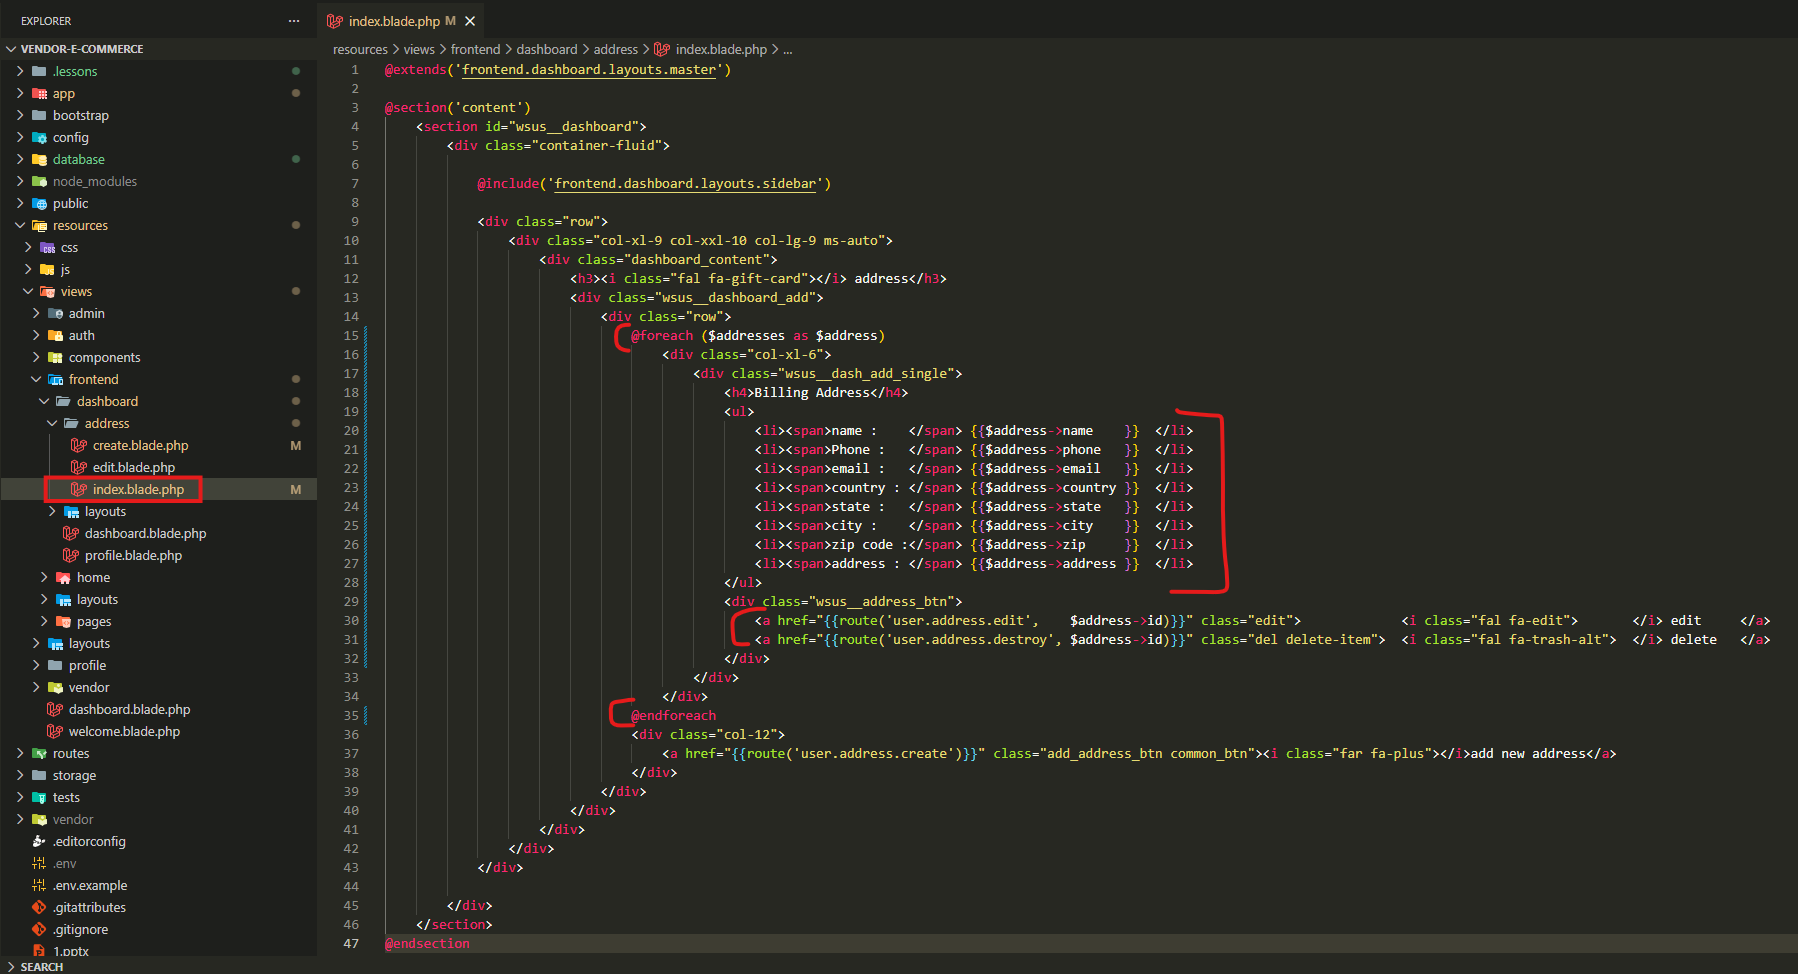 EXPLORER
...
index.blade.php M
VENDOR-E-COMMERCE
resources > views > frontend > dashboard > address > index.blade.php > ...
.lessons
app
bootstrap
config
database
node_modules
public
resources
css
js
views
admin
auth
components
frontend
dashboard
address
create.blade.php M
edit.blade.php
index.blade.php M
layouts
dashboard.blade.php
profile.blade.php
home
layouts
pages
layouts
profile
vendor
dashboard.blade.php
welcome.blade.php
routes
storage
tests
vendor
.editorconfig
.env
.env.example
.gitattributes
.gitignore
1.pptx
SEARCH
1 @extends('frontend.dashboard.layouts.master')
2
3 @section('content')
4 <section id="wsus__dashboard">
5 <div class="container-fluid">
6
7 @include('frontend.dashboard.layouts.sidebar')
8
9 <div class="row">
10 <div class="col-xl-9 col-xxl-10 col-lg-9 ms-auto">
11 <div class="dashboard_content">
12 <h3><i class="fal fa-gift-card"></i> address</h3>
13 <div class="wsus__dashboard_add">
14 <div class="row">
15 @foreach ($addresses as $address)
16 <div class="col-xl-6">
17 <div class="wsus__dash_add_single">
18 <h4>Billing Address</h4>
19 <ul>
20 <li><span>name :    </span> {{$address->name    }}  </li>
21 <li><span>Phone :   </span> {{$address->phone   }}  </li>
22 <li><span>email :   </span> {{$address->email   }}  </li>
23 <li><span>country : </span> {{$address->country }}  </li>
24 <li><span>state :   </span> {{$address->state   }}  </li>
25 <li><span>city :    </span> {{$address->city    }}  </li>
26 <li><span>zip code :</span> {{$address->zip     }}  </li>
27 <li><span>address : </span> {{$address->address }}  </li>
28 </ul>
29 <div class="wsus__address_btn">
30 <a href="{{route('user.address.edit',    $address->id)}}" class="edit">             <i class="fal fa-edit">       </i> edit     </a>
31 <a href="{{route('user.address.destroy', $address->id)}}" class="del delete-item">  <i class="fal fa-trash-alt">  </i> delete   </a>
32 </div>
33 </div>
34 </div>
35 @endforeach
36 <div class="col-12">
37 <a href="{{route('user.address.create')}}" class="add_address_btn common_btn"><i class="far fa-plus"></i>add new address</a>
38 </div>
39 </div>
40 </div>
41 </div>
42 </div>
43 </div>
44
45 </div>
46 </section>
47 @endsection